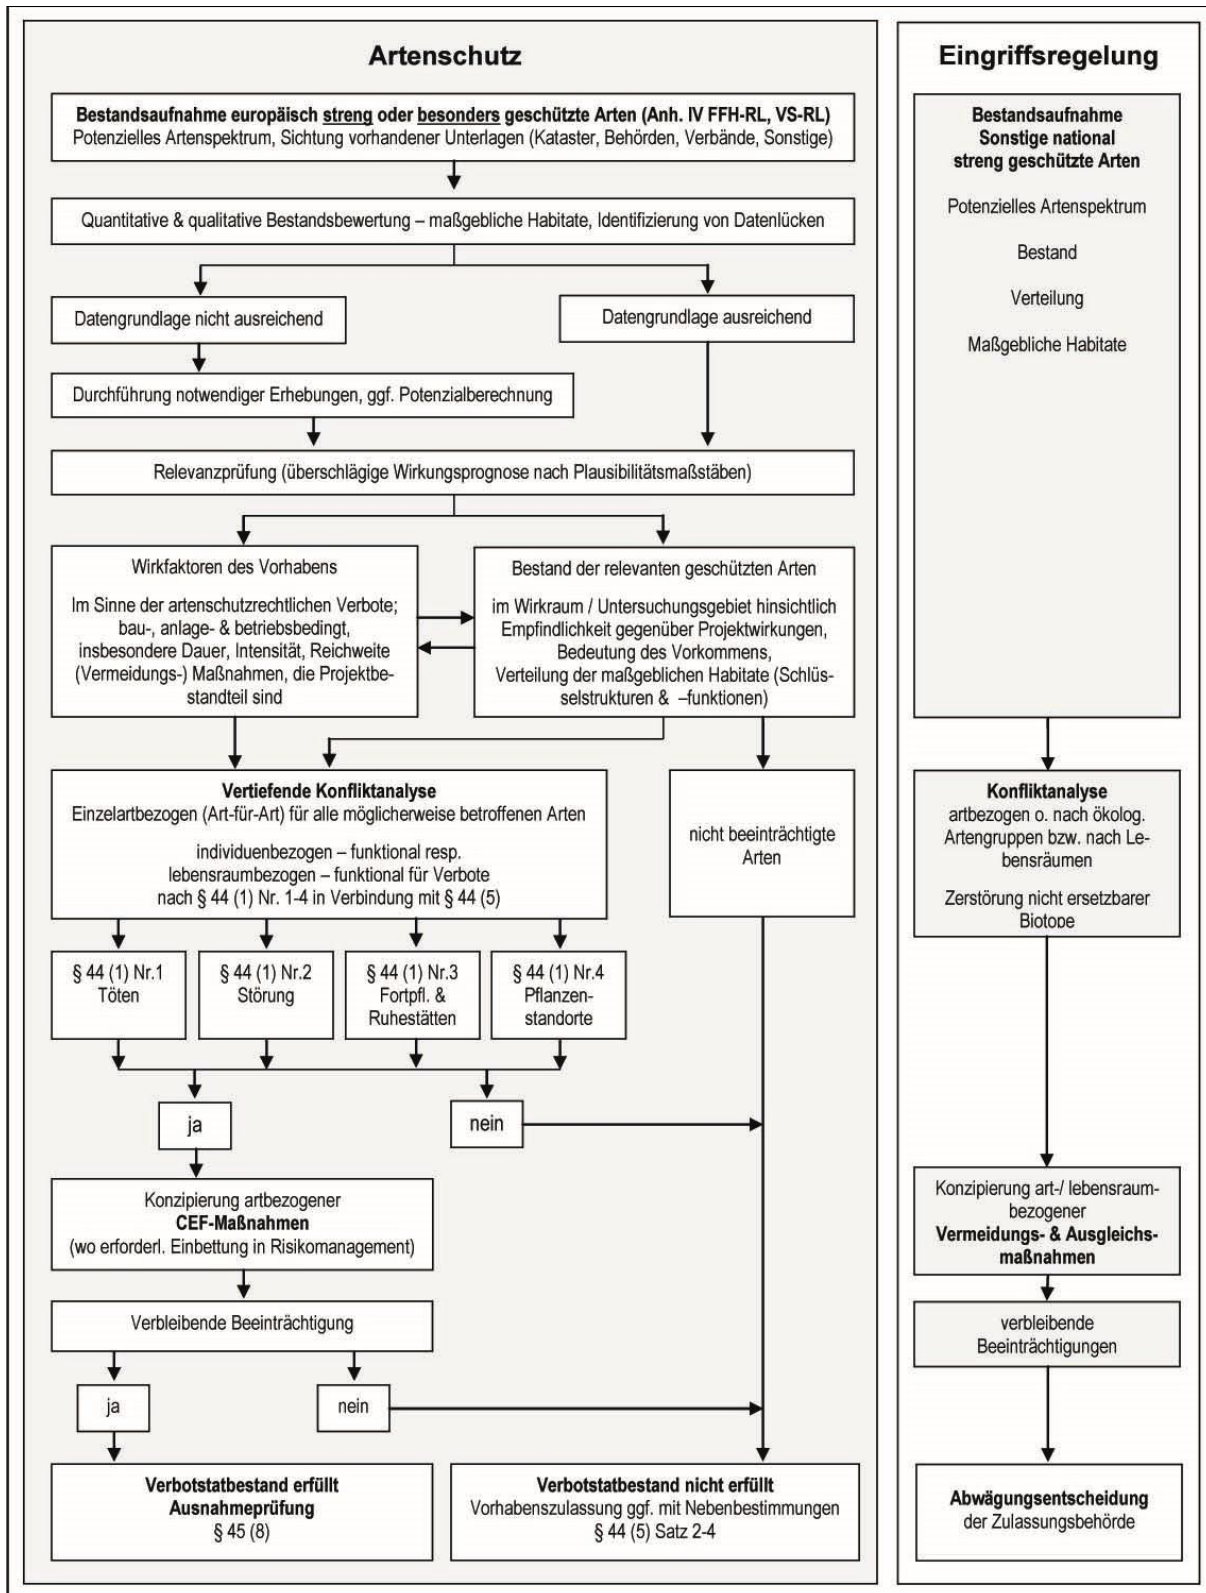 Artenschutz
Bestandsaufnahme europäisch streng oder besonders geschützte Arten (Anh. IV FFH-RL, VS-RL)
Potenzielles Artenspektrum, Sichtung vorhandener Unterlagen (Kataster, Behörden, Verbände, Sonstige)
Quantitative & qualitative Bestandsbewertung – maßgebliche Habitate, Identifizierung von Datenlücken
Datengrundlage nicht ausreichend
Datengrundlage ausreichend
Durchführung notwendiger Erhebungen, ggf. Potenzialberechnung
Relevanzprüfung (überschlägige Wirkungsprognose nach Plausibilitätsmaßstäben)
Wirkfaktoren des Vorhabens
Im Sinne der artenschutzrechtlichen Verbote;
bau-, anlage- & betriebsbedingt,
insbesondere Dauer, Intensität, Reichweite
(Vermeidungs-) Maßnahmen, die Projektbe-
standteil sind
Bestand der relevanten geschützten Arten
im Wirkraum / Untersuchungsgebiet hinsichtlich
Empfindlichkeit gegenüber Projektwirkungen,
Bedeutung des Vorkommens,
Verteilung der maßgeblichen Habitate (Schlüs-
selstrukturen & –funktionen)
Vertiefende Konfliktanalyse
Einzelartbezogen (Art-für-Art) für alle möglicherweise betroffenen Arten
individuenbezogen – funktional resp.
lebensraumbezogen – funktional für Verbote
nach § 44 (1) Nr. 1-4 in Verbindung mit § 44 (5)
nicht beeinträchtigte
Arten
§ 44 (1) Nr.1
Töten
§ 44 (1) Nr.2
Störung
§ 44 (1) Nr.3
Fortpfl. &
Ruhestätten
§ 44 (1) Nr.4
Pflanzen-
standorte
ja
nein
Konzipierung artbezogener
CEF-Maßnahmen
(wo erforderl. Einbettung in Risikomanagement)
Verbleibende Beeinträchtigung
ja
nein
Verbotstatbestand erfüllt
Ausnahmeprüfung
§ 45 (8)
Verbotstatbestand nicht erfüllt
Vorhabenszulassung ggf. mit Nebenbestimmungen
§ 44 (5) Satz 2-4
Eingriffsregelung
Bestandsaufnahme
Sonstige national
streng geschützte Arten
Potenzielles Artenspektrum
Bestand
Verteilung
Maßgebliche Habitate
Konfliktanalyse
artbezogen o. nach ökolog.
Artengruppen bzw. nach Le-
bensräumen
Zerstörung nicht ersetzbarer
Biotope
Konzipierung art-/ lebensraum-
bezogener
Vermeidungs- & Ausgleichs-
maßnahmen
verbleibende
Beeinträchtigungen
Abwägungsentscheidung
der Zulassungsbehörde